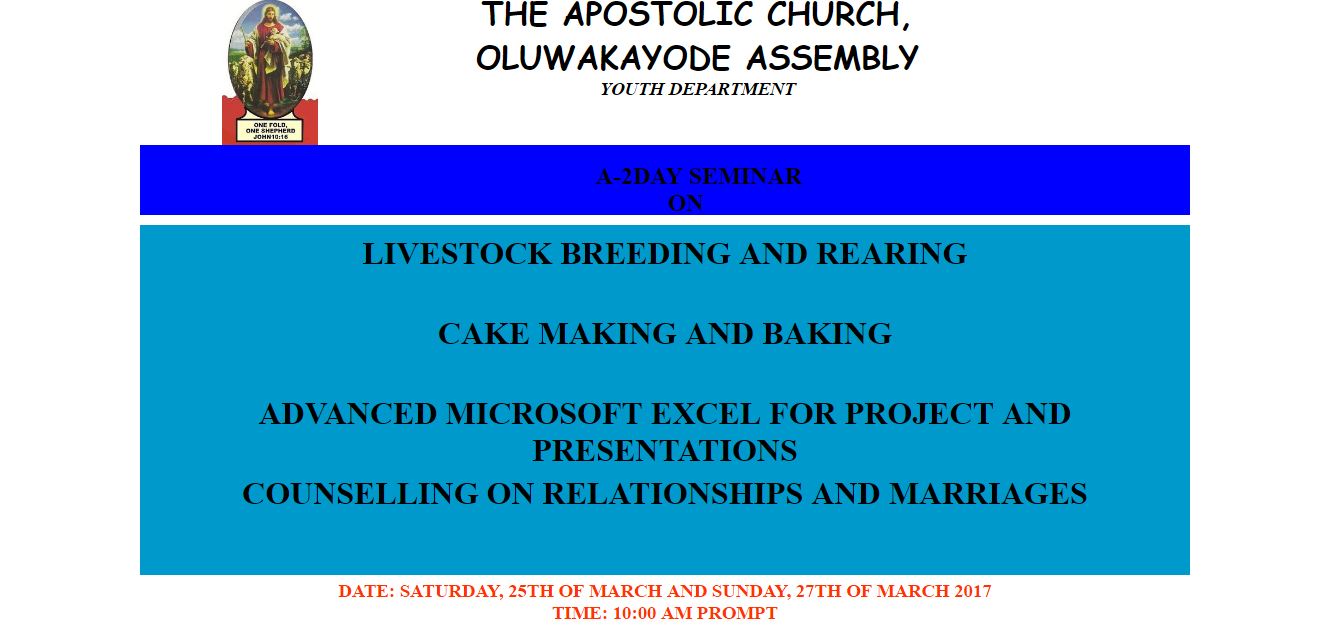 THE APOSTOLIC CHURCH,
OLUWAKAYODE ASSEMBLY
YOUTH DEPARTMENT
ONE FOLD,
ONE SHEPHERD
JOHN10:16
A-2DAY SEMINAR
ON
LIVESTOCK BREEDING AND REARING
CAKE MAKING AND BAKING
ADVANCED MICROSOFT EXCEL FOR PROJECT AND
PRESENTATIONS
COUNSELLING ON RELATIONSHIPS AND MARRIAGES
DATE: SATURDAY, 25TH OF MARCH AND SUNDAY, 27TH OF MARCH 2017
TIME: 10:00 AM PROMPT